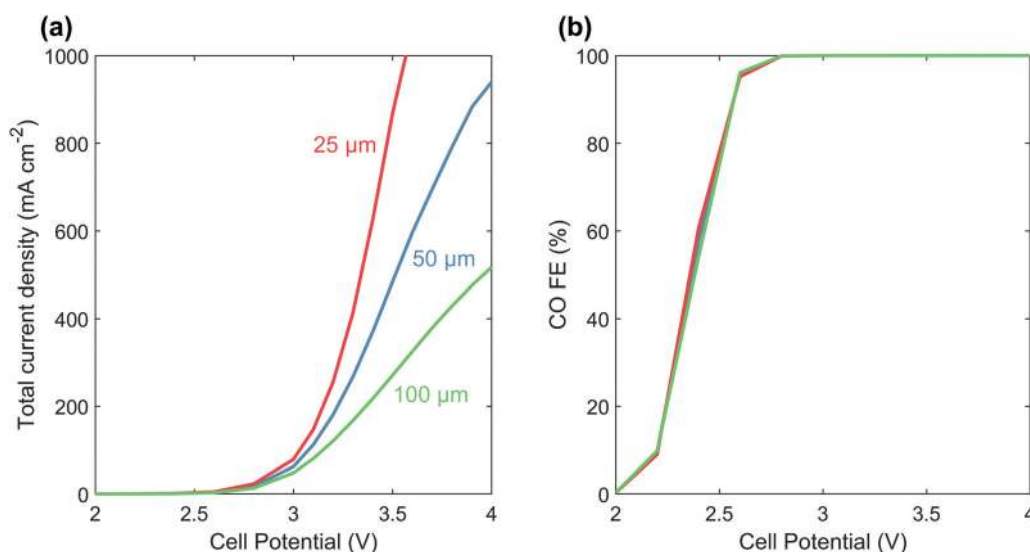 (a)
Total current density (mA cm⁻²)
1000
800
600
400
200
0
25 μm
50 μm
100 μm
2
2.5
3
3.5
4
Cell Potential (V)
(b)
CO FE (%)
100
80
60
40
20
0
2
2.5
3
3.5
4
Cell Potential (V)